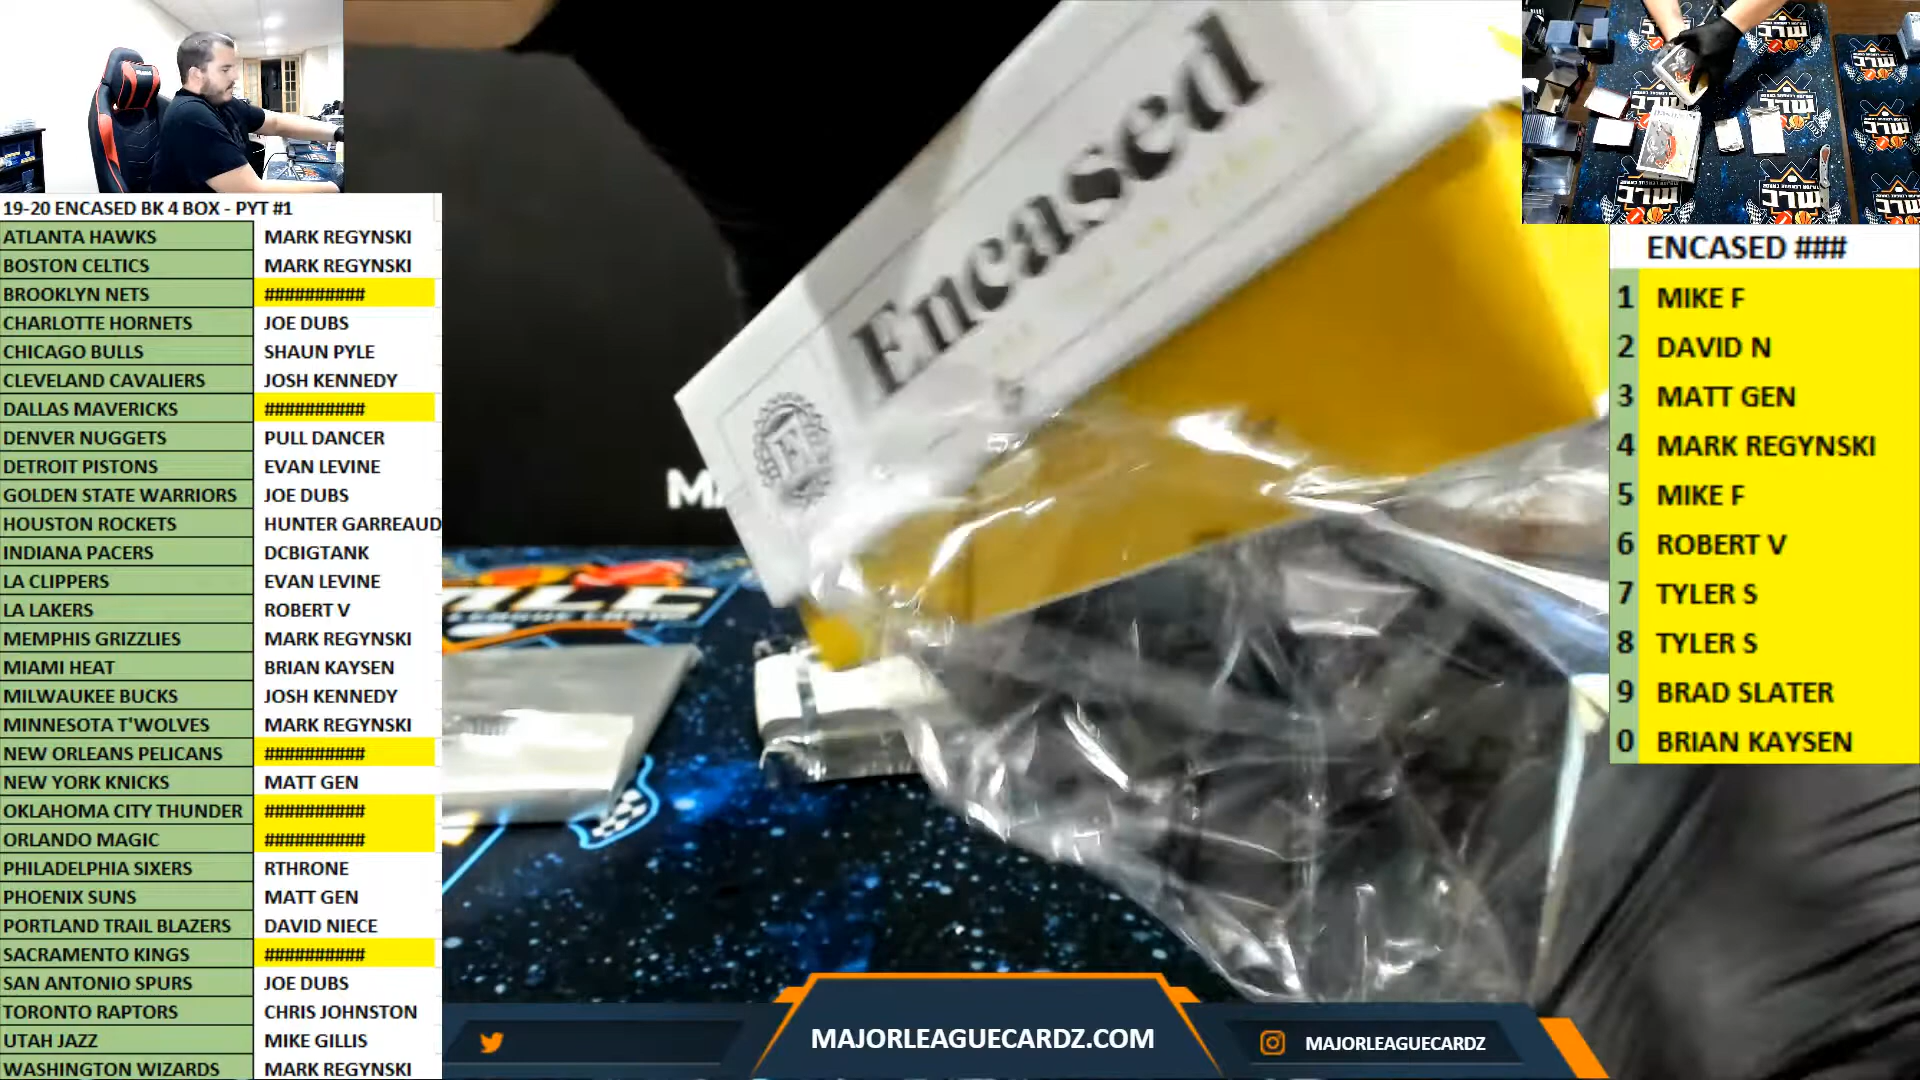 19-20 ENCASED BK 4 BOX - PYT #1
ATLANTA HAWKS MARK REGYNSKI
BOSTON CELTICS MARK REGYNSKI
BROOKLYN NETS ##########
CHARLOTTE HORNETS JOE DUBS
CHICAGO BULLS SHAUN PYLE
CLEVELAND CAVALIERS JOSH KENNEDY
DALLAS MAVERICKS ##########
DENVER NUGGETS PULL DANCER
DETROIT PISTONS EVAN LEVINE
GOLDEN STATE WARRIORS JOE DUBS
HOUSTON ROCKETS HUNTER GARREAUD
INDIANA PACERS DCBIGTANK
LA CLIPPERS EVAN LEVINE
LA LAKERS ROBERT V
MEMPHIS GRIZZLIES MARK REGYNSKI
MIAMI HEAT BRIAN KAYSEN
MILWAUKEE BUCKS JOSH KENNEDY
MINNESOTA T'WOLVES MARK REGYNSKI
NEW ORLEANS PELICANS ##########
NEW YORK KNICKS MATT GEN
OKLAHOMA CITY THUNDER ##########
ORLANDO MAGIC ##########
PHILADELPHIA SIXERS RTHRONE
PHOENIX SUNS MATT GEN
PORTLAND TRAIL BLAZERS DAVID NIECE
SACRAMENTO KINGS ##########
SAN ANTONIO SPURS JOE DUBS
TORONTO RAPTORS CHRIS JOHNSTON
UTAH JAZZ MIKE GILLIS
WASHINGTON WIZARDS MARK REGYNSKI
Encased
E
MLC
MAJORLEAGUECARDZ.COM
MAJORLEAGUECARDZ
ENCASED ###
1 MIKE F
2 DAVID N
3 MATT GEN
4 MARK REGYNSKI
5 MIKE F
6 ROBERT V
7 TYLER S
8 TYLER S
9 BRAD SLATER
0 BRIAN KAYSEN